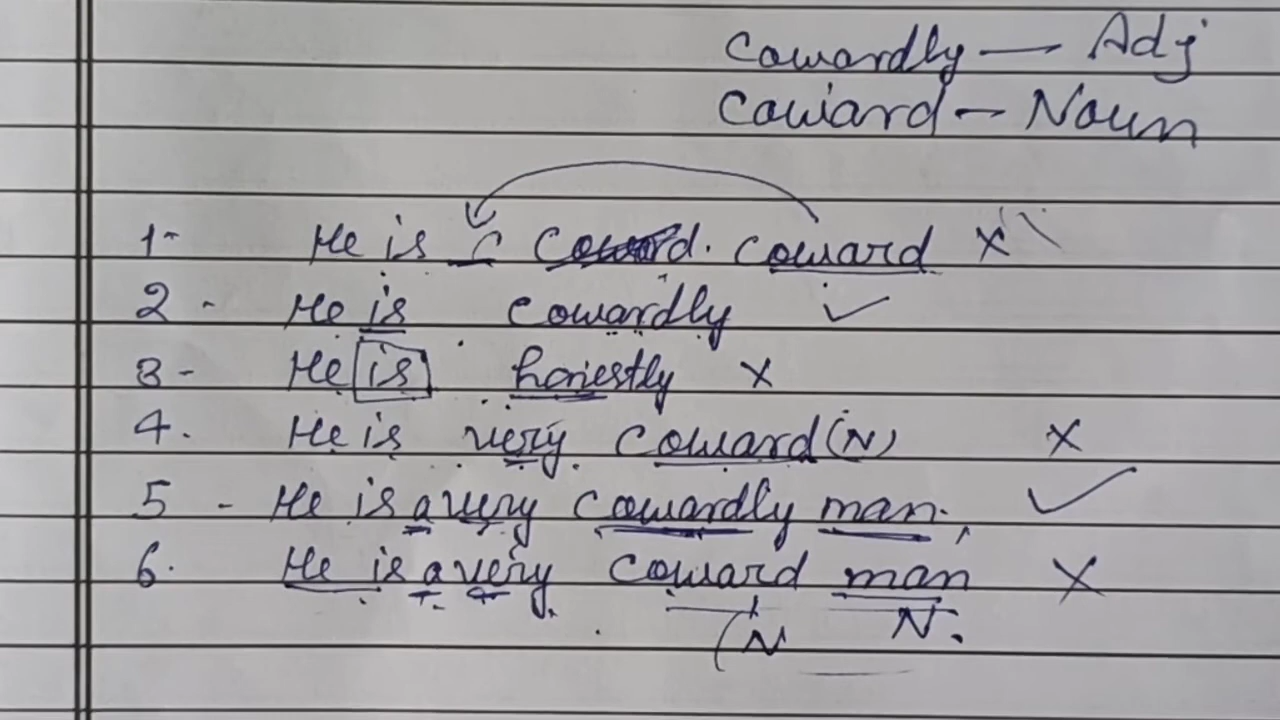 Cowardly — Adj
Coward — Noun
1- He is coward ×
2 - He is cowardly ✓
3 - He is honestly ×
4. He is very coward (N) ×
5 - He is a very cowardly man. ✓
6. He is a very coward man ×
(N N.